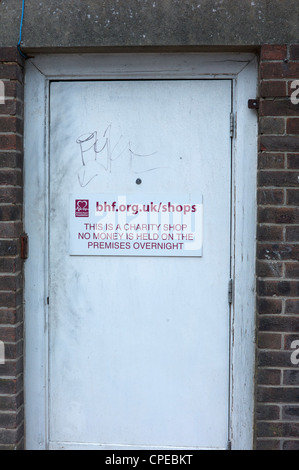 bhf.org.uk/shops
THIS IS A CHARITY SHOP
NO MONEY IS HELD ON THE
PREMISES OVERNIGHT